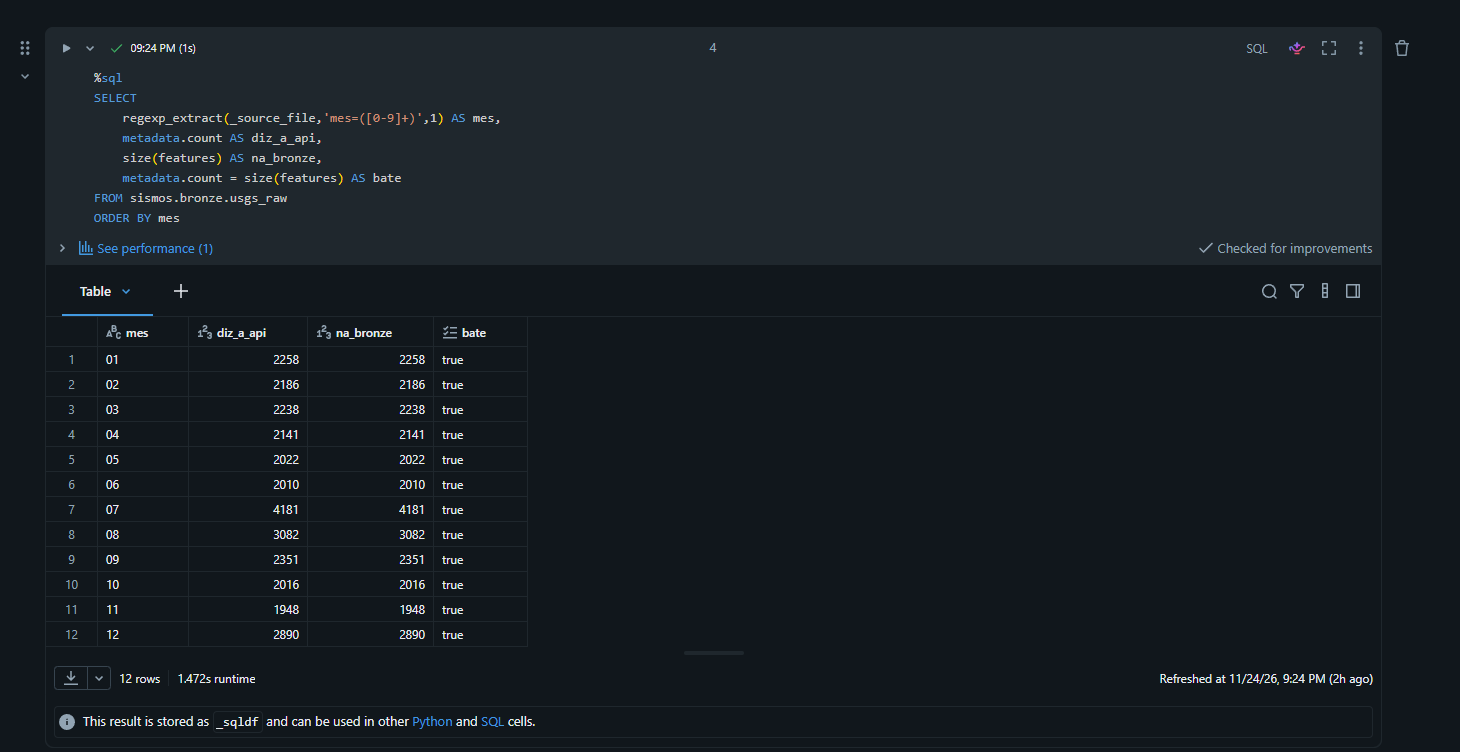 09:24 PM (1s)
4
SQL
%sql
SELECT
regexp_extract(_source_file,'mes=([0-9]+)',1) AS mes,
metadata.count AS diz_a_api,
size(features) AS na_bronze,
metadata.count = size(features) AS bate
FROM sismos.bronze.usgs_raw
ORDER BY mes
See performance (1)
Checked for improvements
Table
mes diz_a_api na_bronze bate
1 01 2258 2258 true
2 02 2186 2186 true
3 03 2238 2238 true
4 04 2141 2141 true
5 05 2022 2022 true
6 06 2010 2010 true
7 07 4181 4181 true
8 08 3082 3082 true
9 09 2351 2351 true
10 10 2016 2016 true
11 11 1948 1948 true
12 12 2890 2890 true
12 rows 1.472s runtime
Refreshed at 11/24/26, 9:24 PM (2h ago)
This result is stored as _sqldf and can be used in other Python and SQL cells.